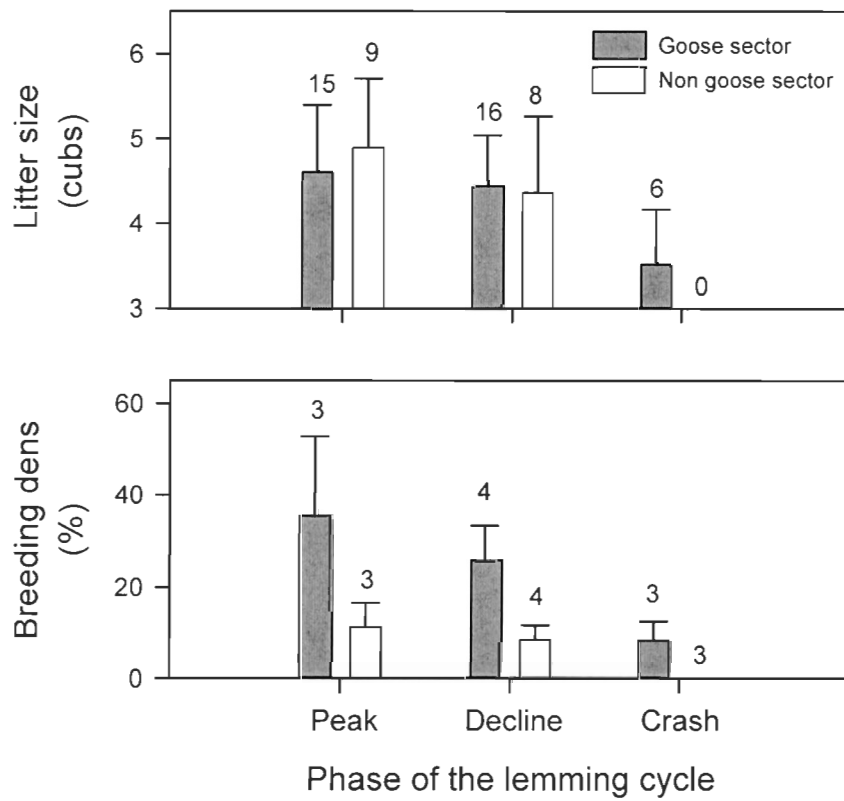 Litter size
(cubs)
6
5
4
3
15
9
16
8
6
0
Goose sector
Non goose sector
Breeding dens
(%)
60
40
20
0
3
3
4
4
3
3
Peak
Decline
Crash
Phase of the lemming cycle